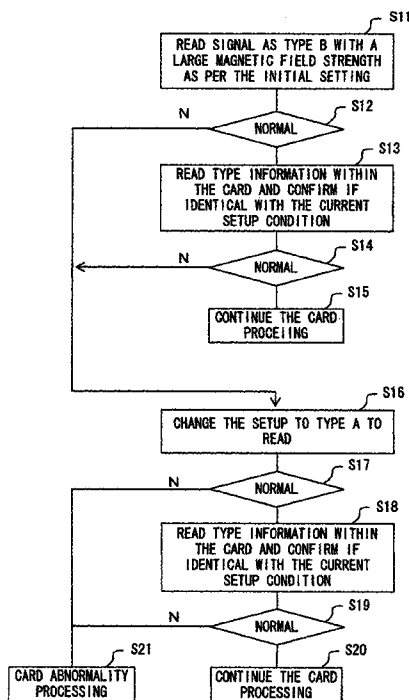 S11
READ SIGNAL AS TYPE B WITH A
LARGE MAGNETIC FIELD STRENGTH
AS PER THE INITIAL SETTING
S12
N
NORMAL
S13
READ TYPE INFORMATION WITHIN
THE CARD AND CONFIRM IF
IDENTICAL WITH THE CURRENT
SETUP CONDITION
S14
N
NORMAL
S15
CONTINUE THE CARD
PROCEIING
S16
CHANGE THE SETUP TO TYPE A TO
READ
S17
N
NORMAL
S18
READ TYPE INFORMATION WITHIN
THE CARD AND CONFIRM IF
IDENTICAL WITH THE CURRENT
SETUP CONDITION
S19
N
NORMAL
S21
CARD ABNORMALITY
PROCESSING
S20
CONTINUE THE CARD
PROCESSING